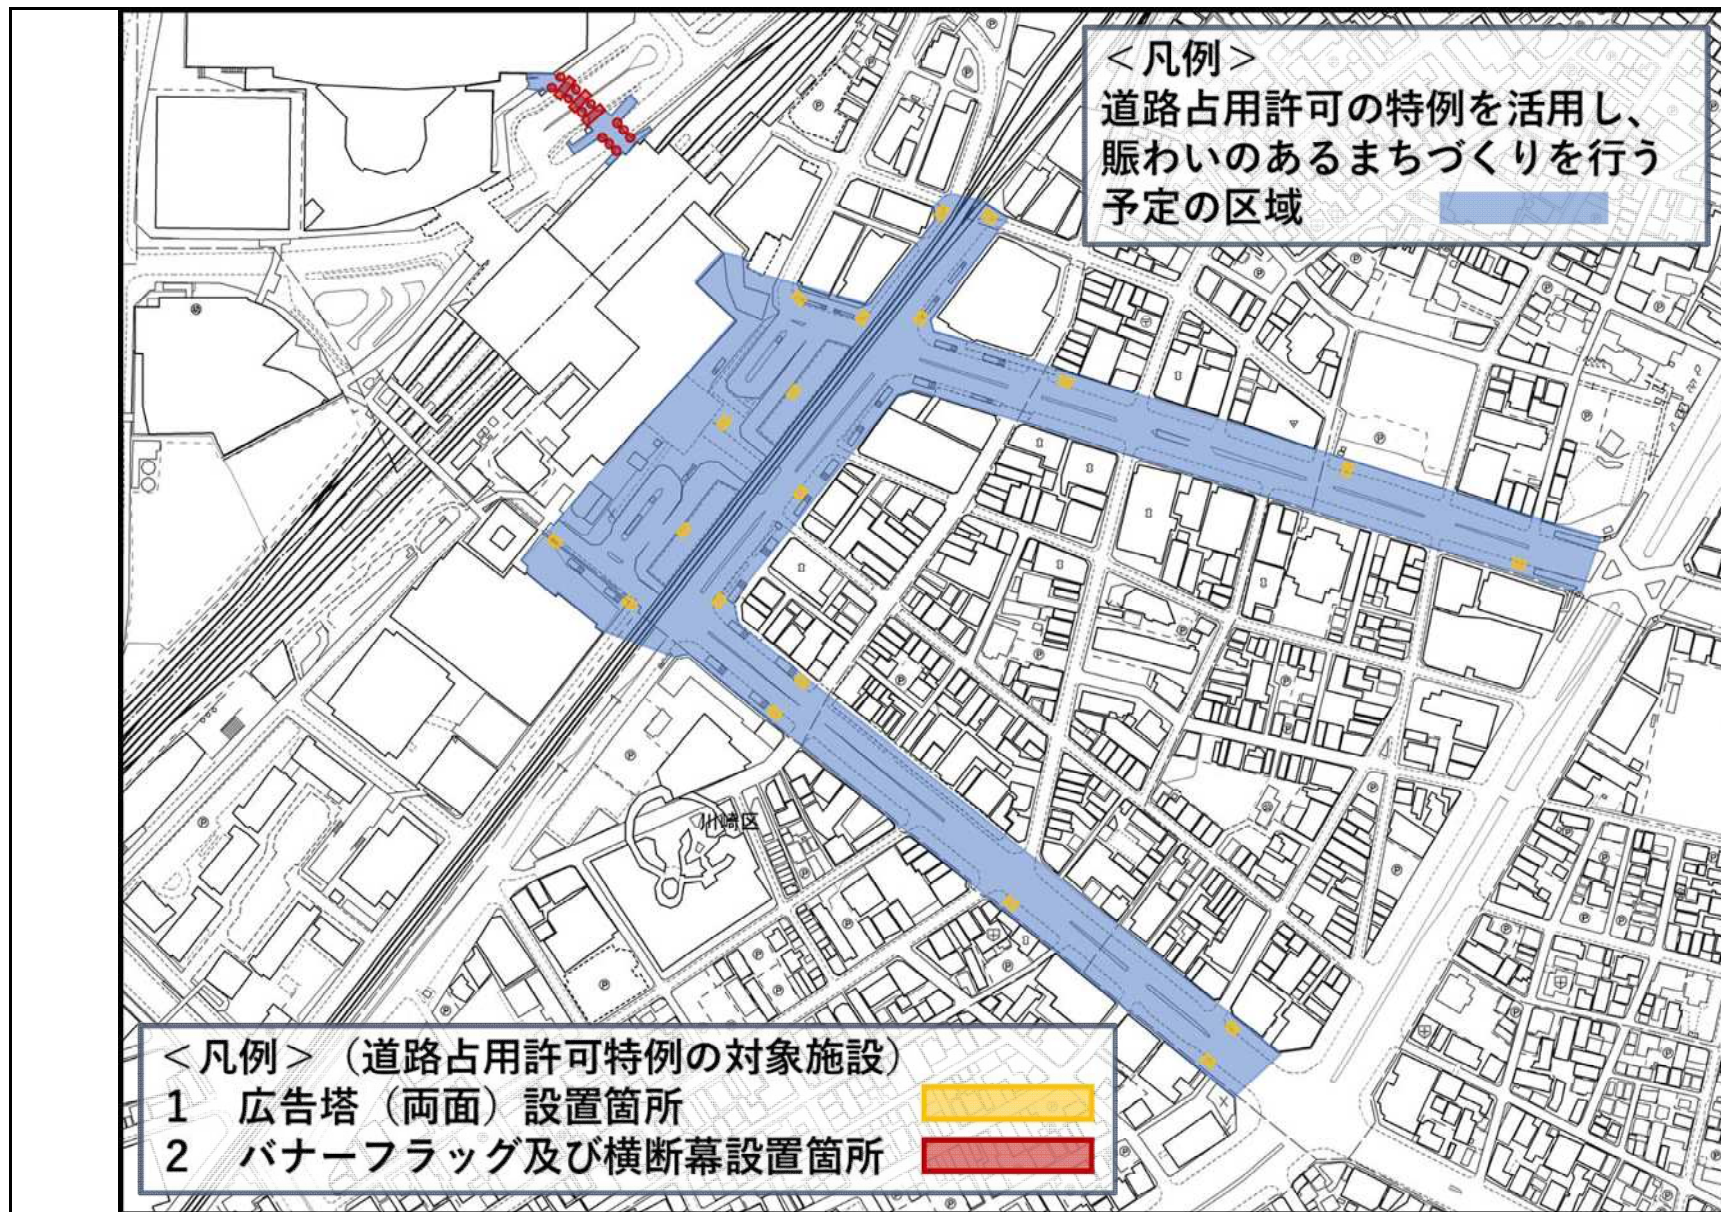 ＜凡例＞
道路占用許可の特例を活用し、
賑わいのあるまちづくりを行う
予定の区域
川崎区
＜凡例＞（道路占用許可特例の対象施設）
1　広告塔（両面）設置箇所
2　バナーフラッグ及び横断幕設置箇所